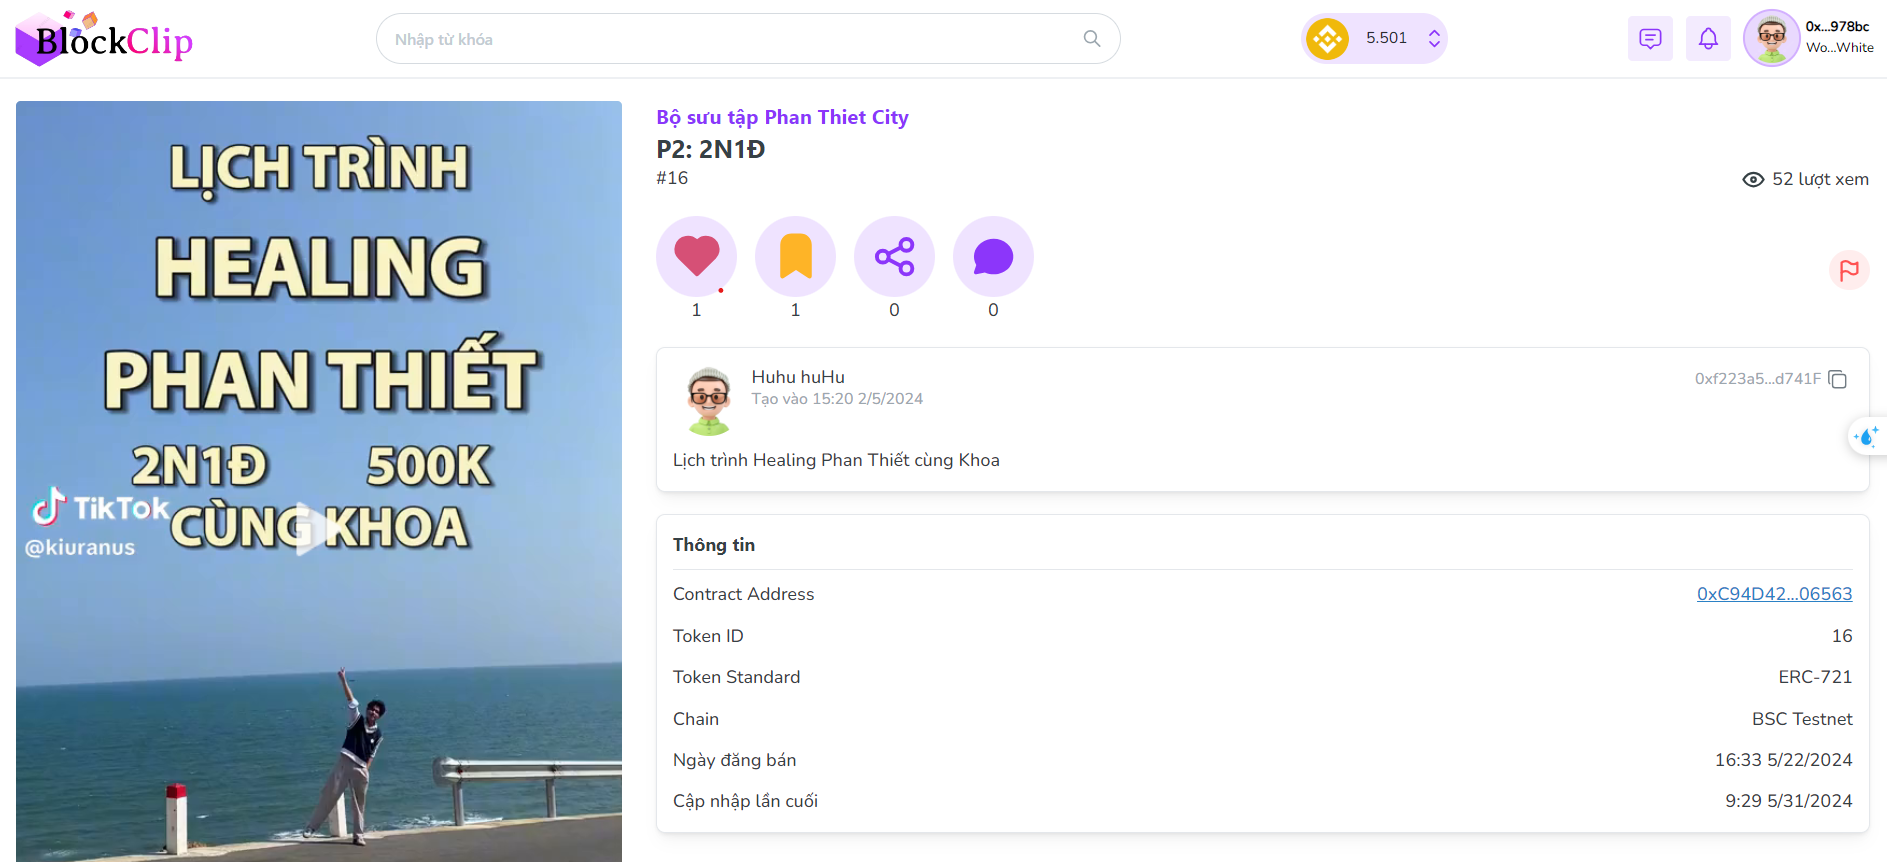 BlockClip
Nhập từ khóa
5.501
0x...978bc
Wo...White
LỊCH TRÌNH
HEALING
PHAN THIẾT
2N1Đ 500K
TikTok
CÙNG KHOA
@kiuranus
Bộ sưu tập Phan Thiet City
P2: 2N1Đ
#16
52 lượt xem
1 1 0 0
Huhu huHu
0xf223a5...d741F
Tạo vào 15:20 2/5/2024
Lịch trình Healing Phan Thiết cùng Khoa
Thông tin
Contract Address 0xC94D42...06563
Token ID 16
Token Standard ERC-721
Chain BSC Testnet
Ngày đăng bán 16:33 5/22/2024
Cập nhập lần cuối 9:29 5/31/2024